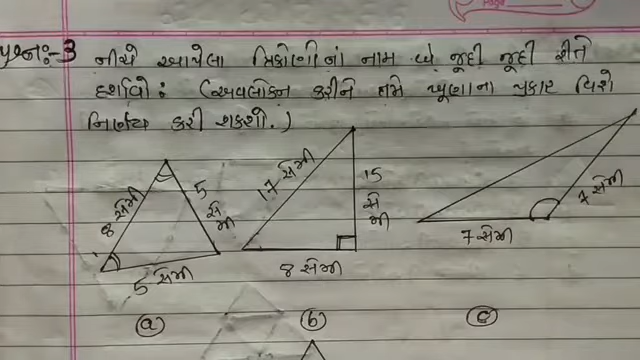 પ્રશ્ન:-3 નીચે આપેલા ત્રિકોણોનાં નામ બે જૂદી જૂદી રીતે
દર્શાવો : (અવલોકન કરીને તમે ખૂણાના પ્રકાર વિશે
નિર્ણય કરી શકશો.)
8 સેમી
5 સેમી
5 સેમી
17 સેમી
15 સેમી
8 સેમી
7 સેમી
7 સેમી
(a) (b) (c)